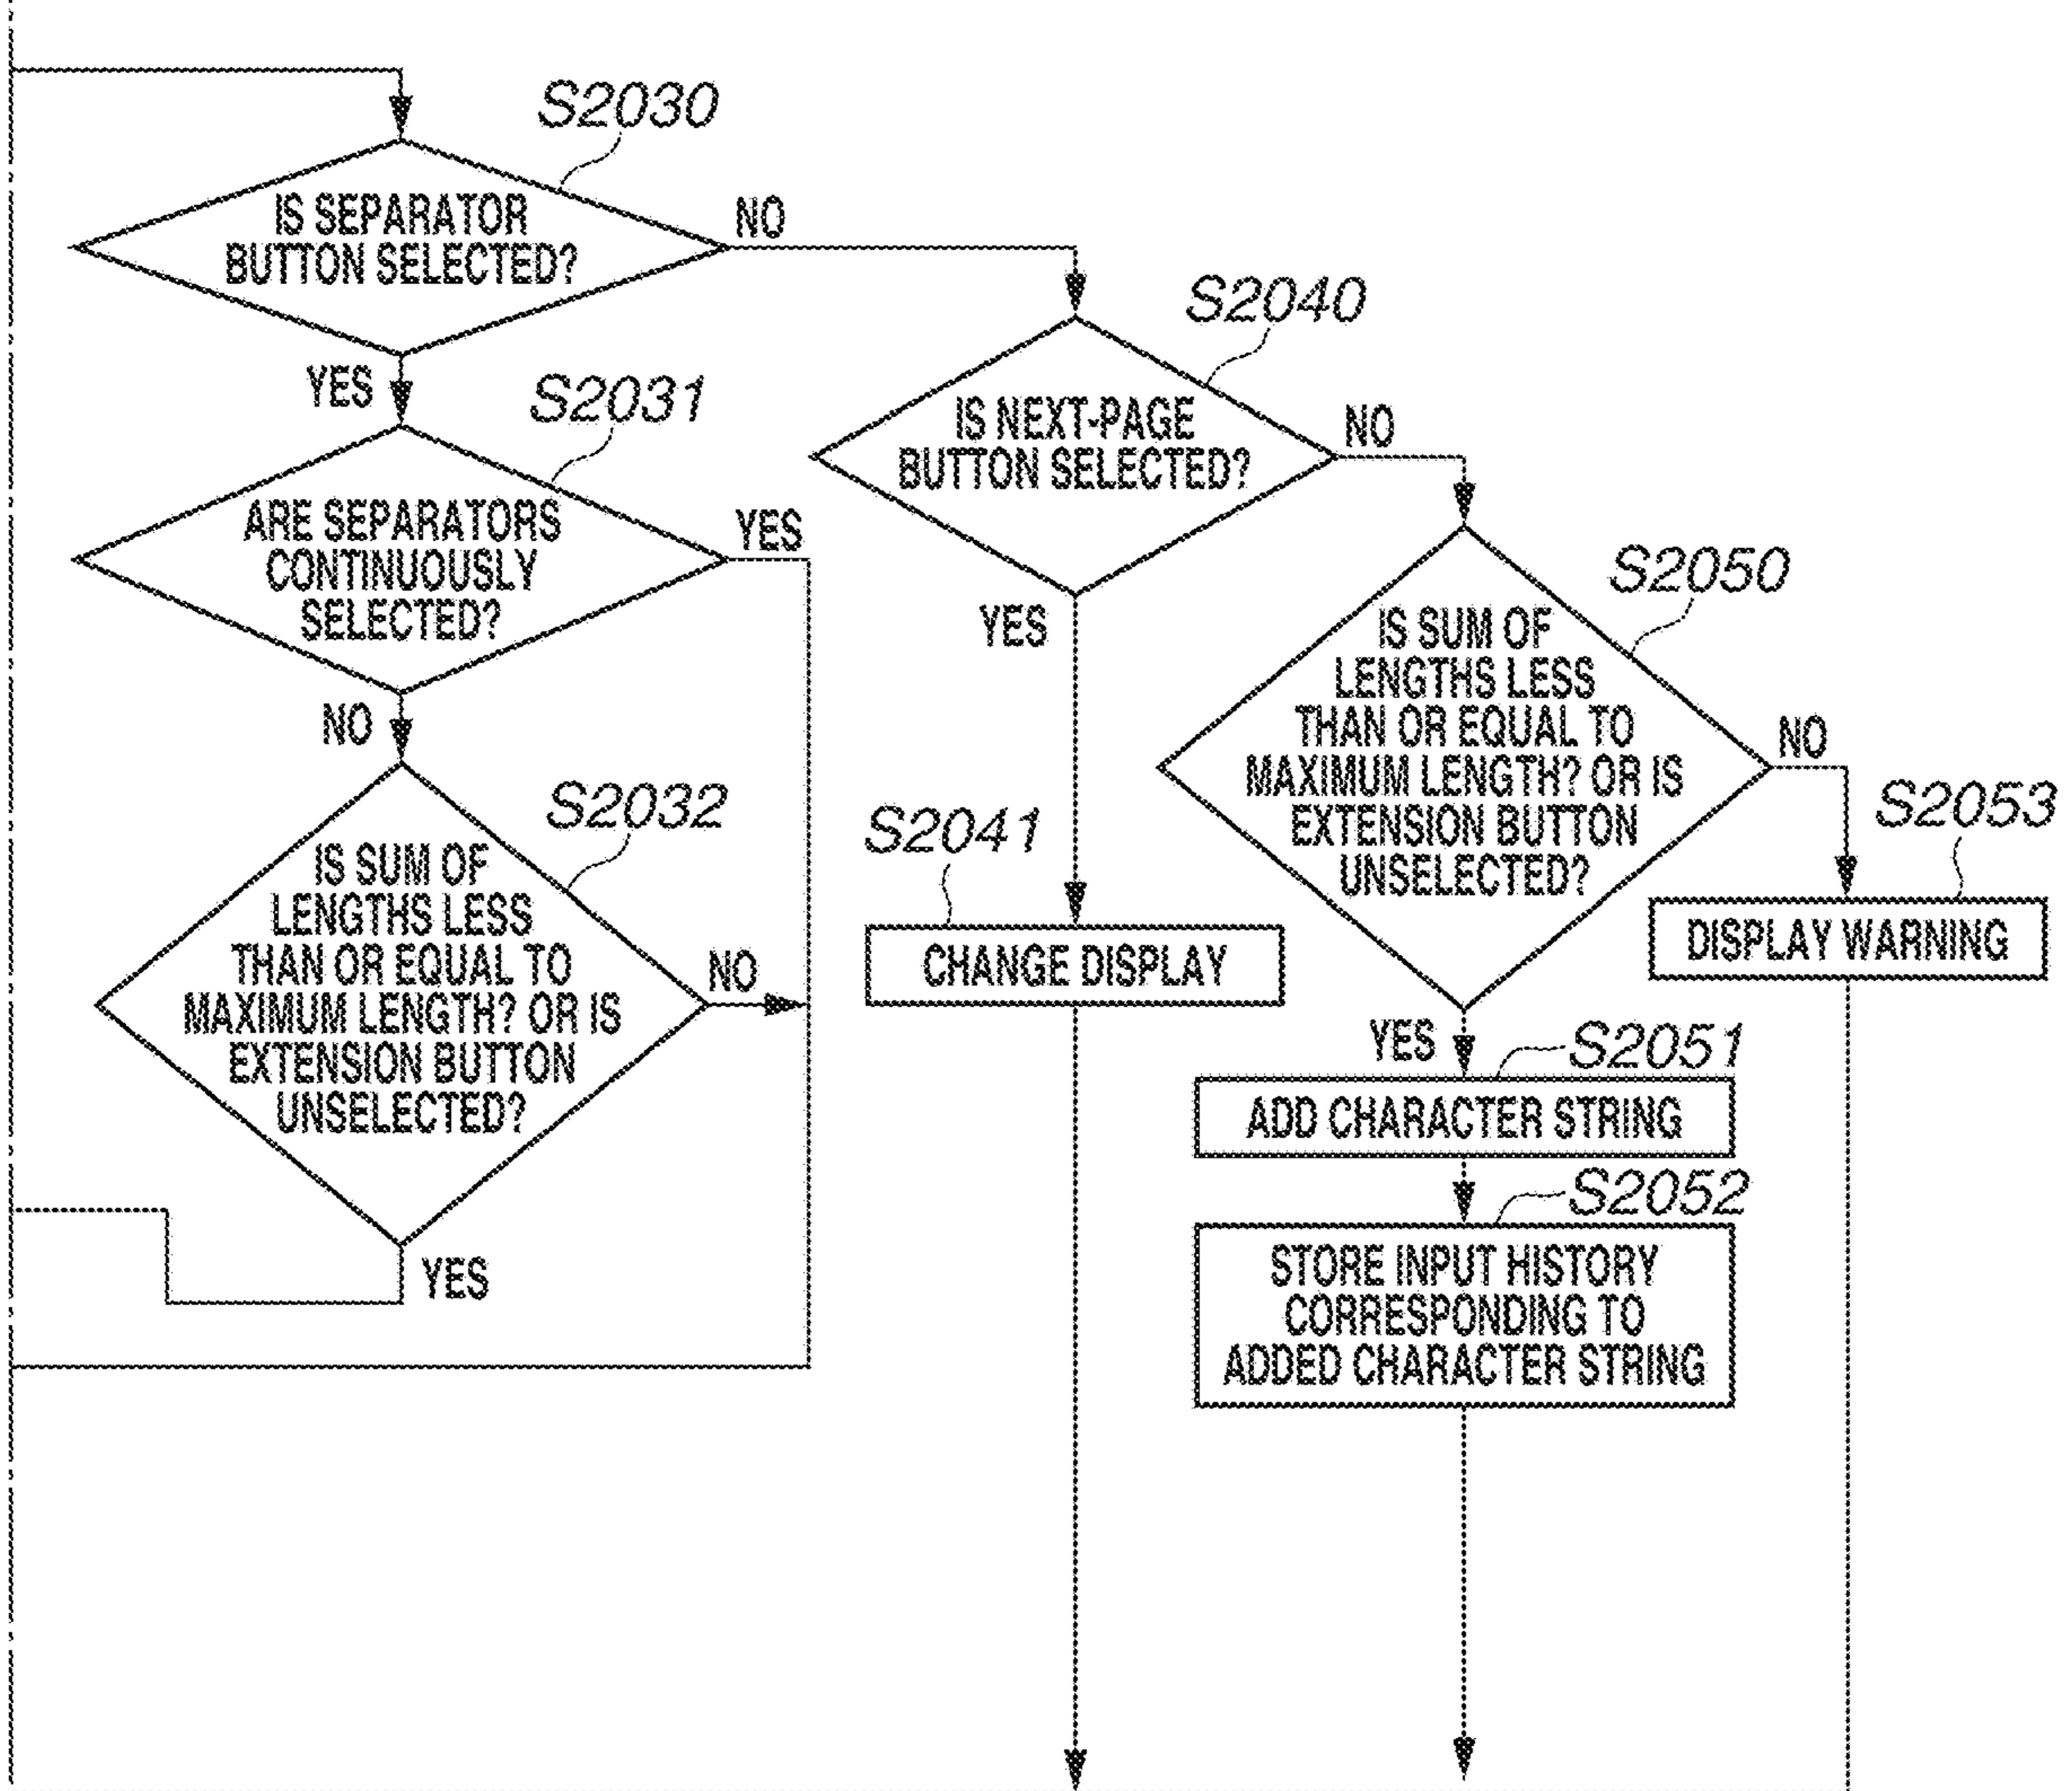 S2030
IS SEPARATOR
BUTTON SELECTED?
NO
YES
S2031
ARE SEPARATORS
CONTINUOUSLY
SELECTED?
YES
NO
S2032
IS SUM OF
LENGTHS LESS
THAN OR EQUAL TO
MAXIMUM LENGTH? OR IS
EXTENSION BUTTON
UNSELECTED?
NO
YES
S2040
IS NEXT-PAGE
BUTTON SELECTED?
NO
YES
S2041
CHANGE DISPLAY
S2050
IS SUM OF
LENGTHS LESS
THAN OR EQUAL TO
MAXIMUM LENGTH? OR IS
EXTENSION BUTTON
UNSELECTED?
NO
YES
S2053
DISPLAY WARNING
S2051
ADD CHARACTER STRING
S2052
STORE INPUT HISTORY
CORRESPONDING TO
ADDED CHARACTER STRING